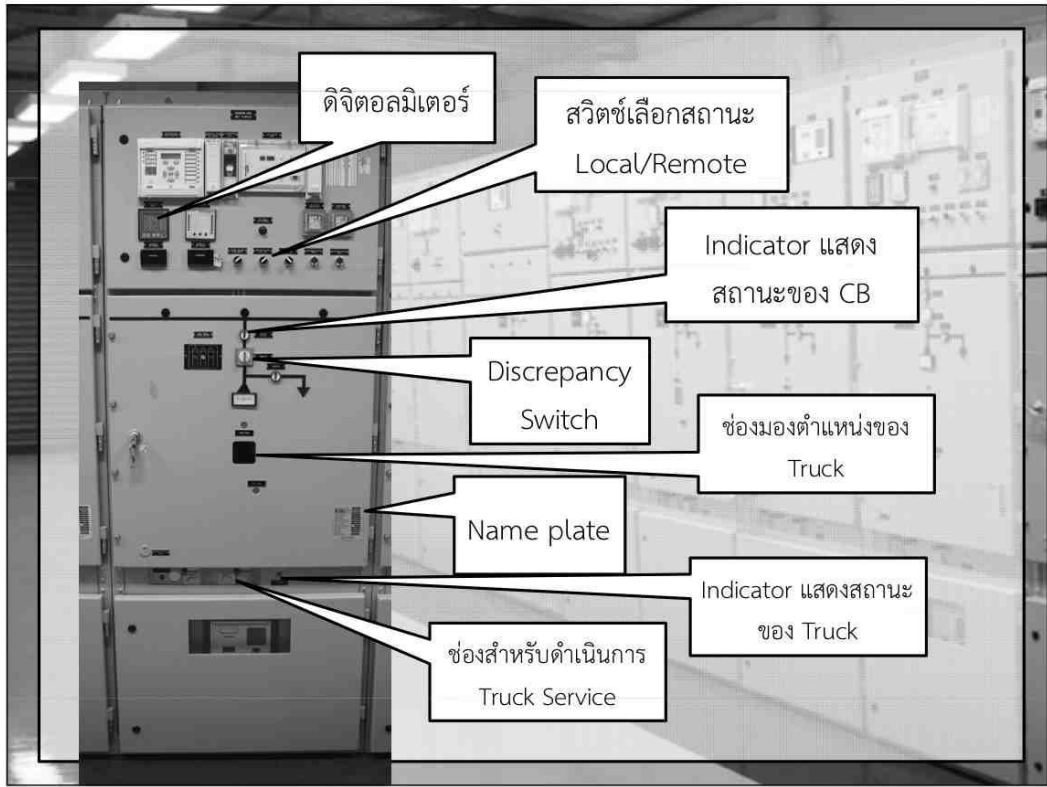 ดิจิตอลมิเตอร์
สวิตช์เลือกสถานะ
Local/Remote
Indicator แสดง
สถานะของ CB
Discrepancy
Switch
ช่องมองตำแหน่งของ
Truck
Name plate
Indicator แสดงสถานะ
ของ Truck
ช่องสำหรับดำเนินการ
Truck Service